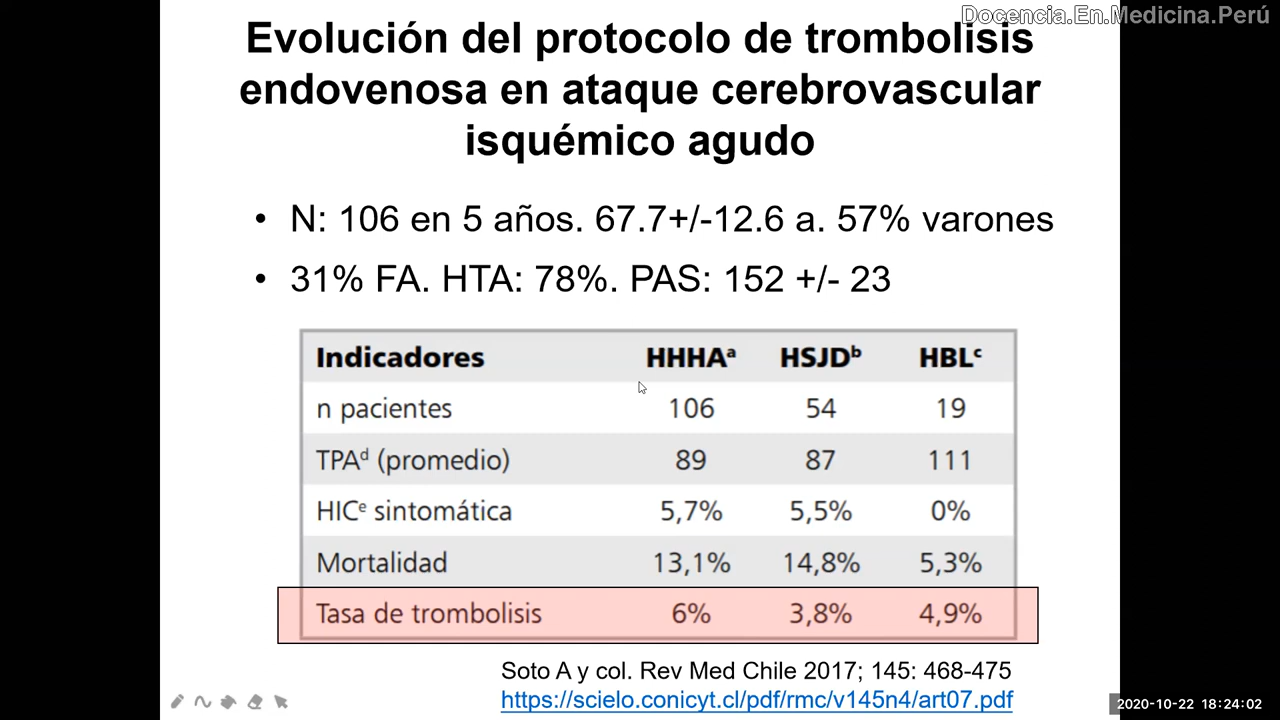 Docencia.En.Medicina.Perú
Evolución del protocolo de trombolisis
endovenosa en ataque cerebrovascular
isquémico agudo
• N: 106 en 5 años. 67.7+/-12.6 a. 57% varones
• 31% FA. HTA: 78%. PAS: 152 +/- 23
Indicadores HHHAᵃ HSJDᵇ HBLᶜ
n pacientes 106 54 19
TPAᵈ (promedio) 89 87 111
HICᵉ sintomática 5,7% 5,5% 0%
Mortalidad 13,1% 14,8% 5,3%
Tasa de trombolisis 6% 3,8% 4,9%
Soto A y col. Rev Med Chile 2017; 145: 468-475
https://scielo.conicyt.cl/pdf/rmc/v145n4/art07.pdf
2020-10-22 18:24:02